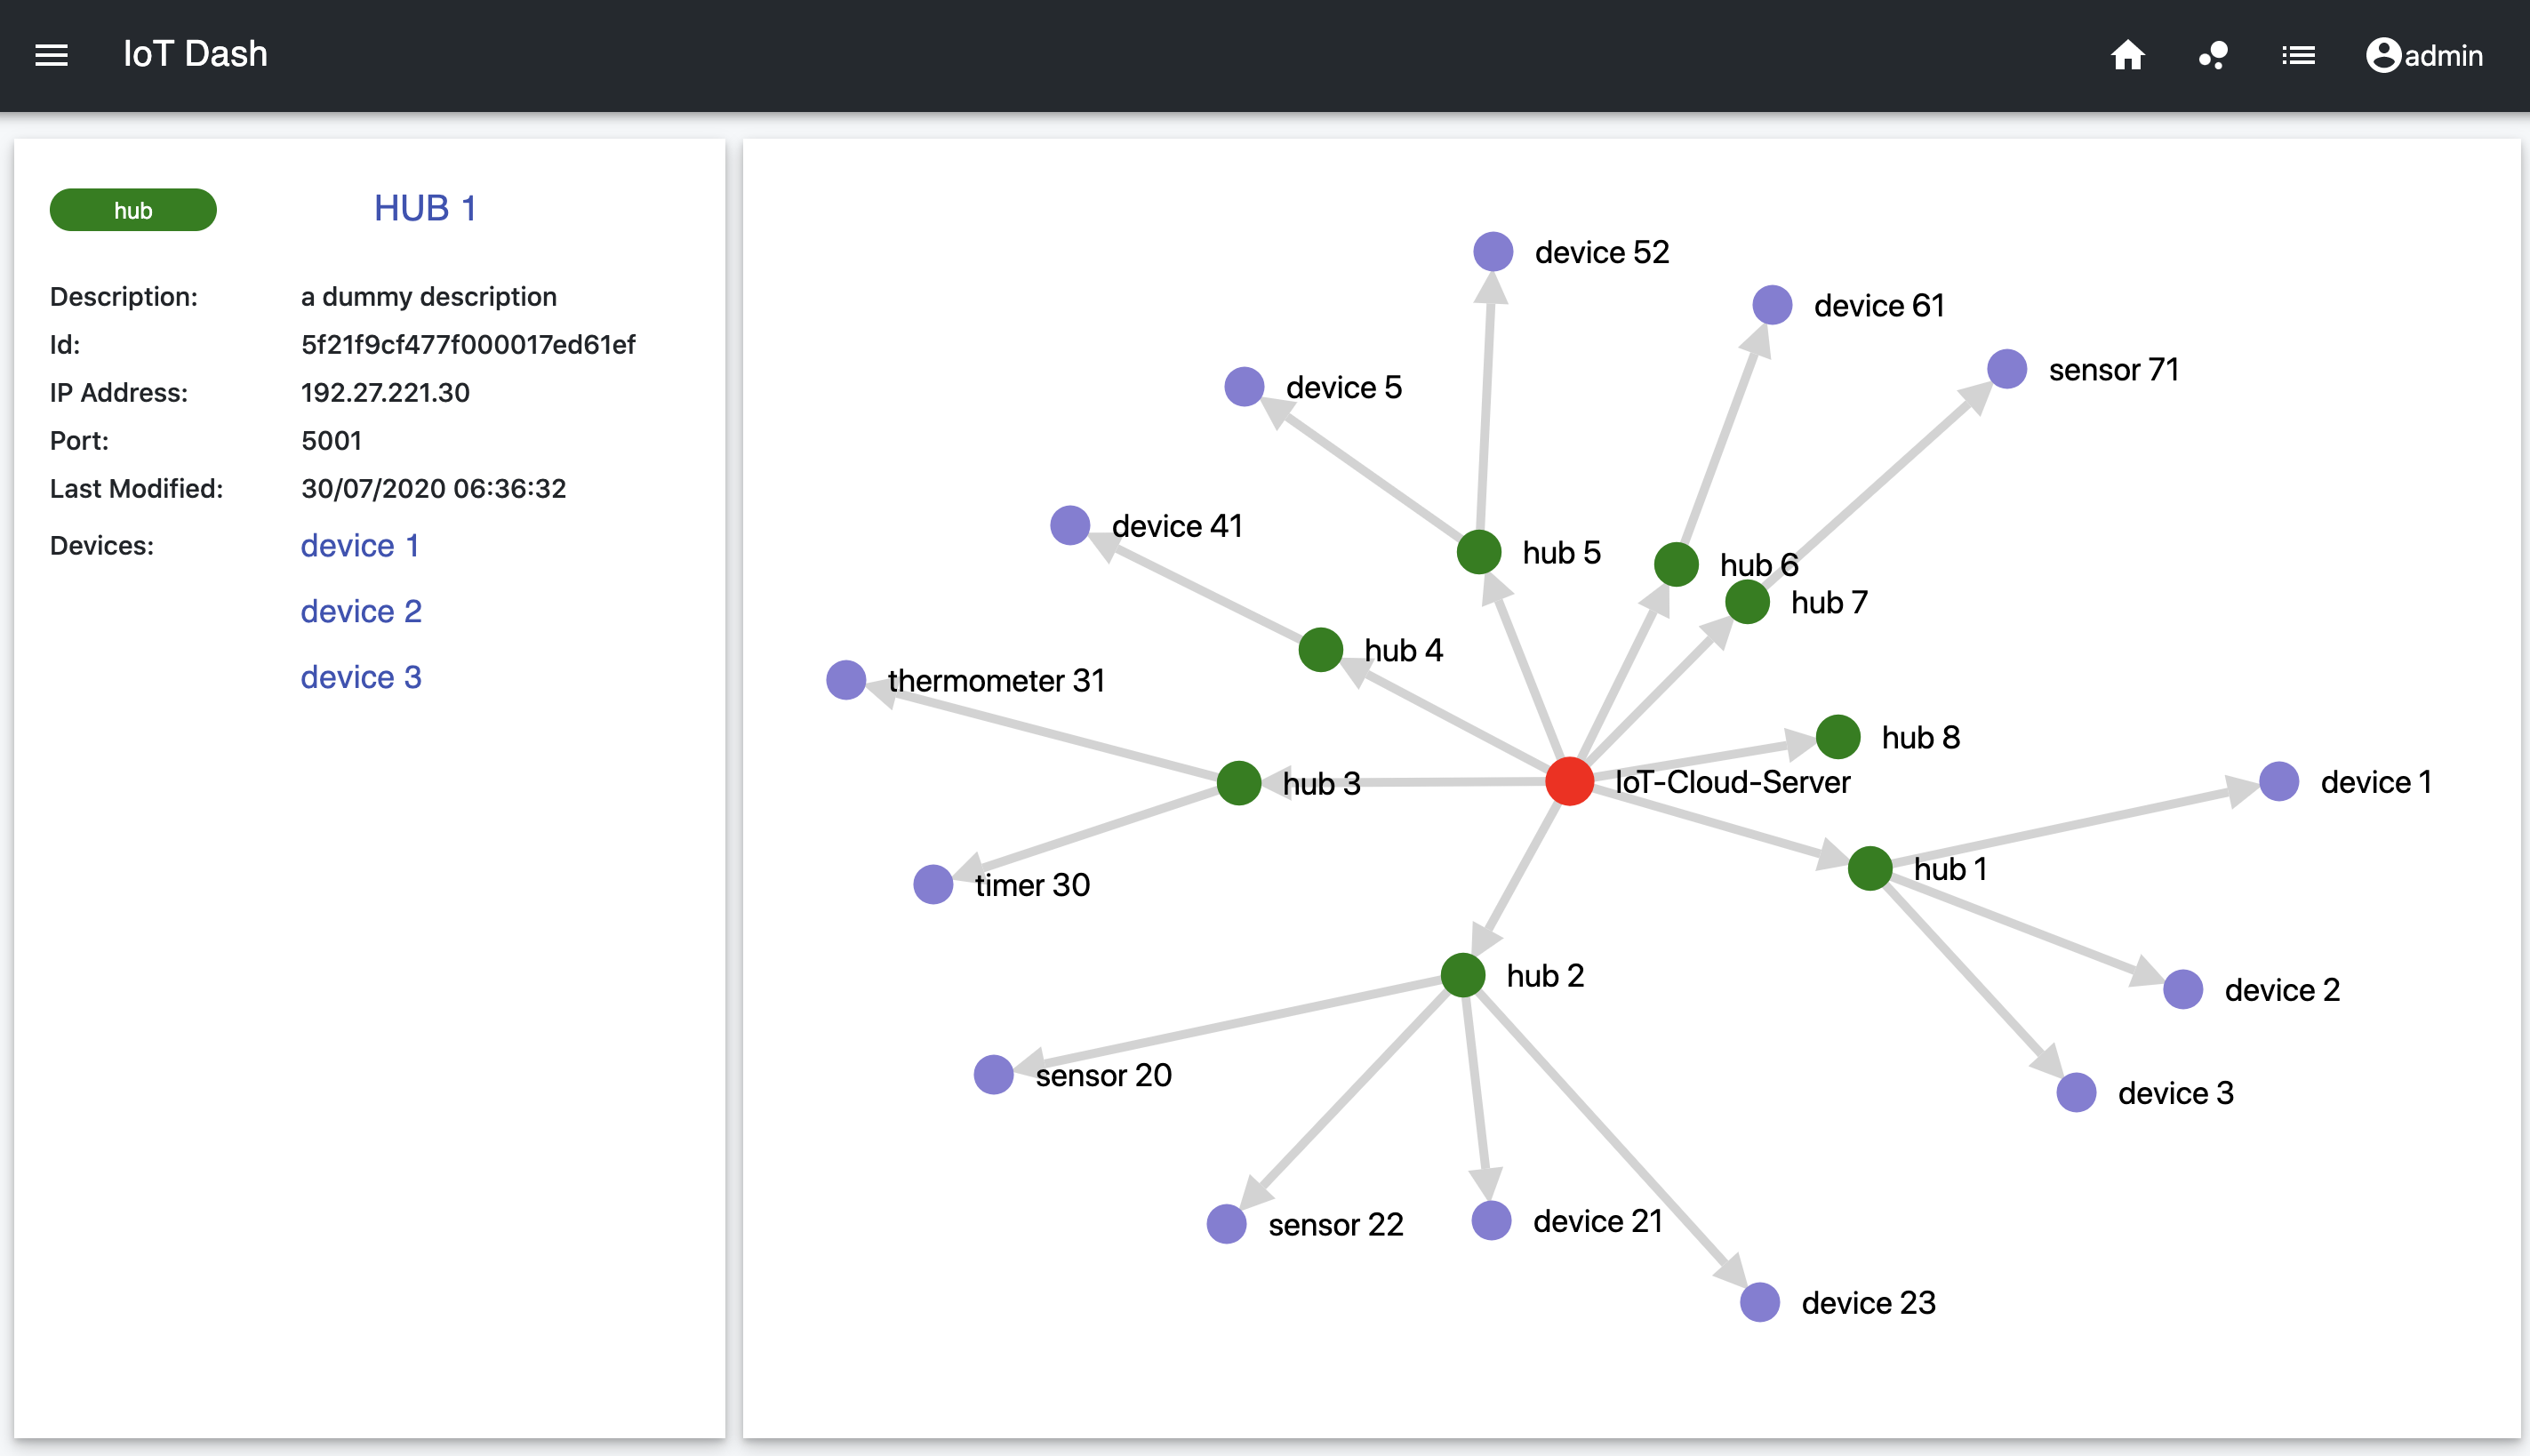 IoT Dash
admin
hub
HUB 1
Description: a dummy description
Id: 5f21f9cf477f000017ed61ef
IP Address: 192.27.221.30
Port: 5001
Last Modified: 30/07/2020 06:36:32
Devices: device 1
device 2
device 3
device 52
device 61
sensor 71
device 5
device 41
hub 5
hub 6
hub 7
hub 4
thermometer 31
hub 8
hub 3
IoT-Cloud-Server
device 1
hub 1
timer 30
hub 2
device 2
sensor 20
device 3
sensor 22
device 21
device 23